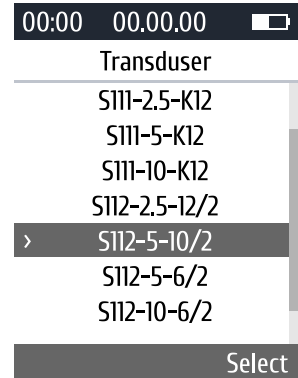 00:00 00.00.00
Transduser
S111-2.5-K12
S111-5-K12
S111-10-K12
S112-2.5-12/2
› S112-5-10/2
S112-5-6/2
S112-10-6/2
Select